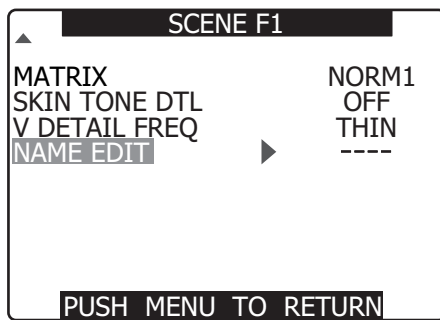 SCENE F1
MATRIX NORM1
SKIN TONE DTL OFF
V DETAIL FREQ THIN
NAME EDIT ----
PUSH MENU TO RETURN